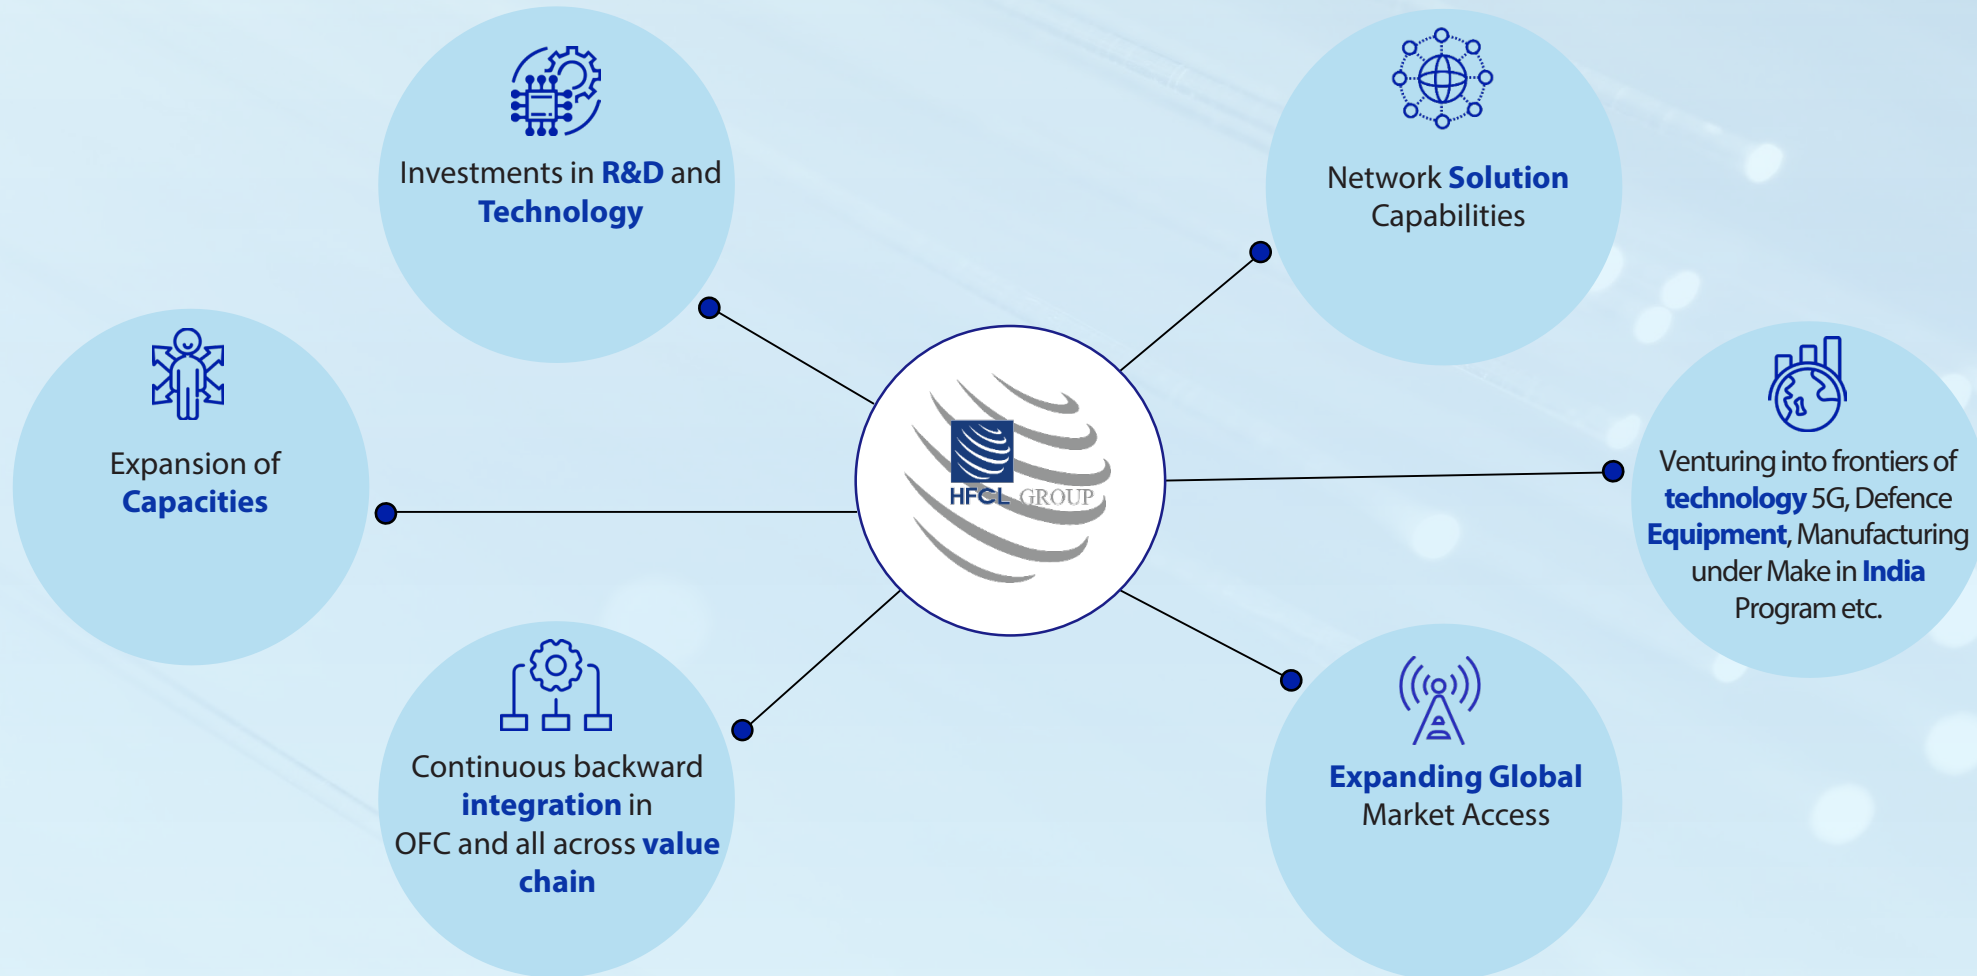 Investments in R&D and
Technology
Network Solution
Capabilities
Expansion of
Capacities
HFCL GROUP
Venturing into frontiers of
technology 5G, Defence
Equipment, Manufacturing
under Make in India
Program etc.
Continuous backward
integration in
OFC and all across value
chain
Expanding Global
Market Access